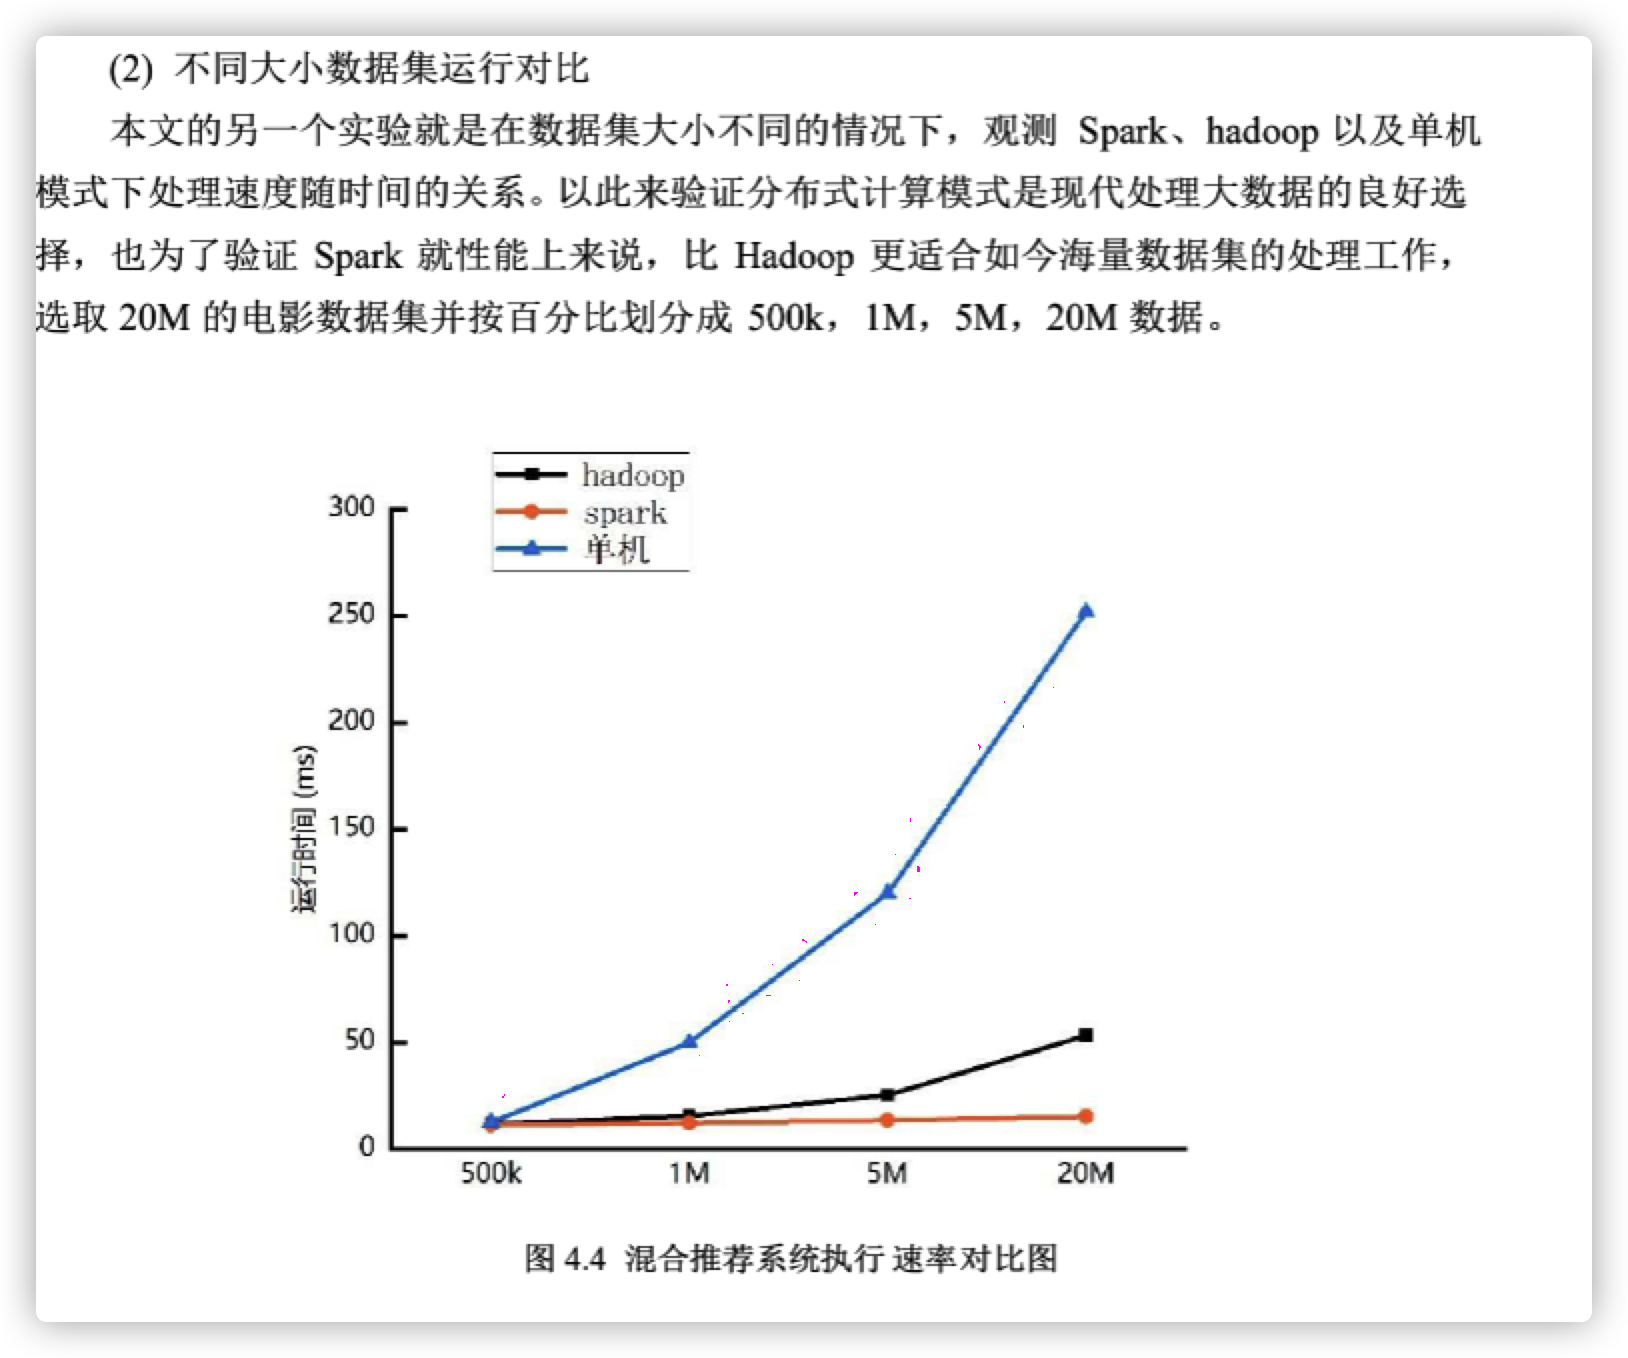 (2) 不同大小数据集运行对比
本文的另一个实验就是在数据集大小不同的情况下，观测 Spark、hadoop 以及单机
模式下处理速度随时间的关系。以此来验证分布式计算模式是现代处理大数据的良好选
择，也为了验证 Spark 就性能上来说，比 Hadoop 更适合如今海量数据集的处理工作，
选取 20M 的电影数据集并按百分比划分成 500k，1M，5M，20M 数据。
hadoop
spark
单机
300
250
200
150
100
50
0
运行时间 (ms)
500k 1M 5M 20M
图 4.4 混合推荐系统执行 速率对比图